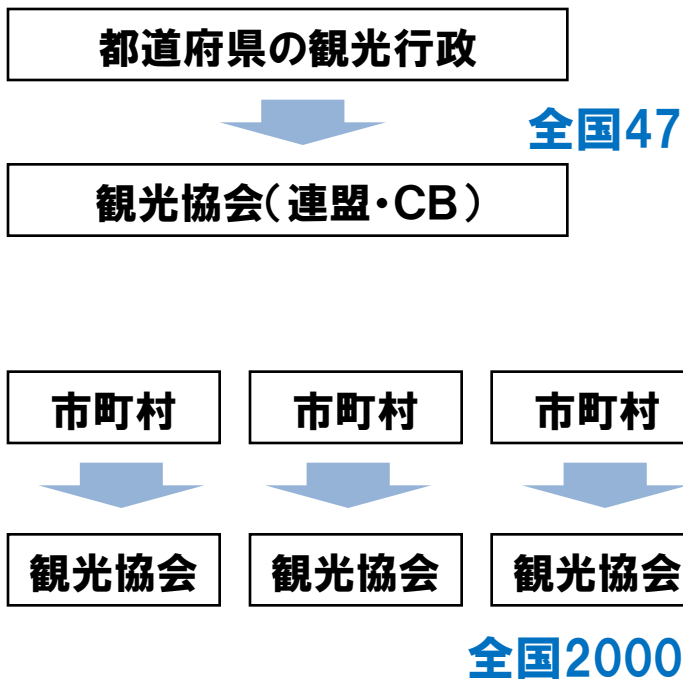 都道府県の観光行政
全国47
観光協会(連盟・CB)
市町村 市町村 市町村
観光協会 観光協会 観光協会
全国2000